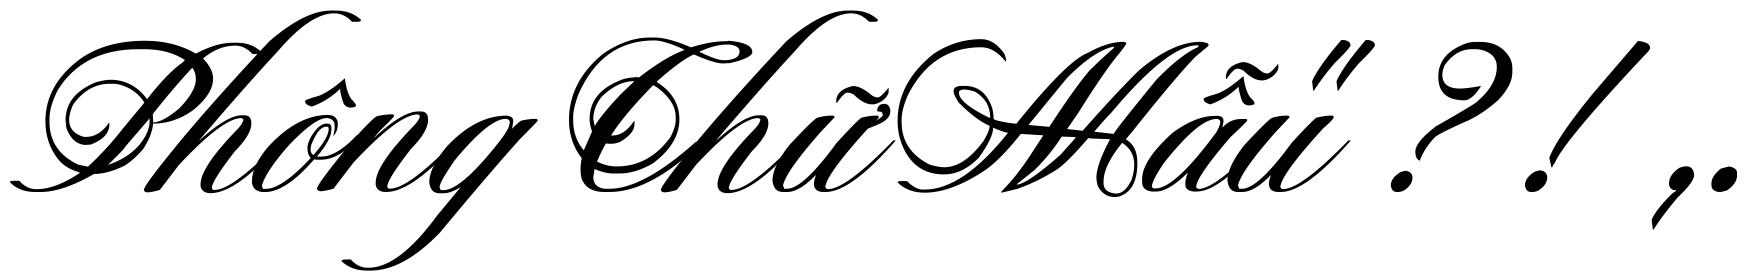 Phông Chữ Mẫu " ? ! , .